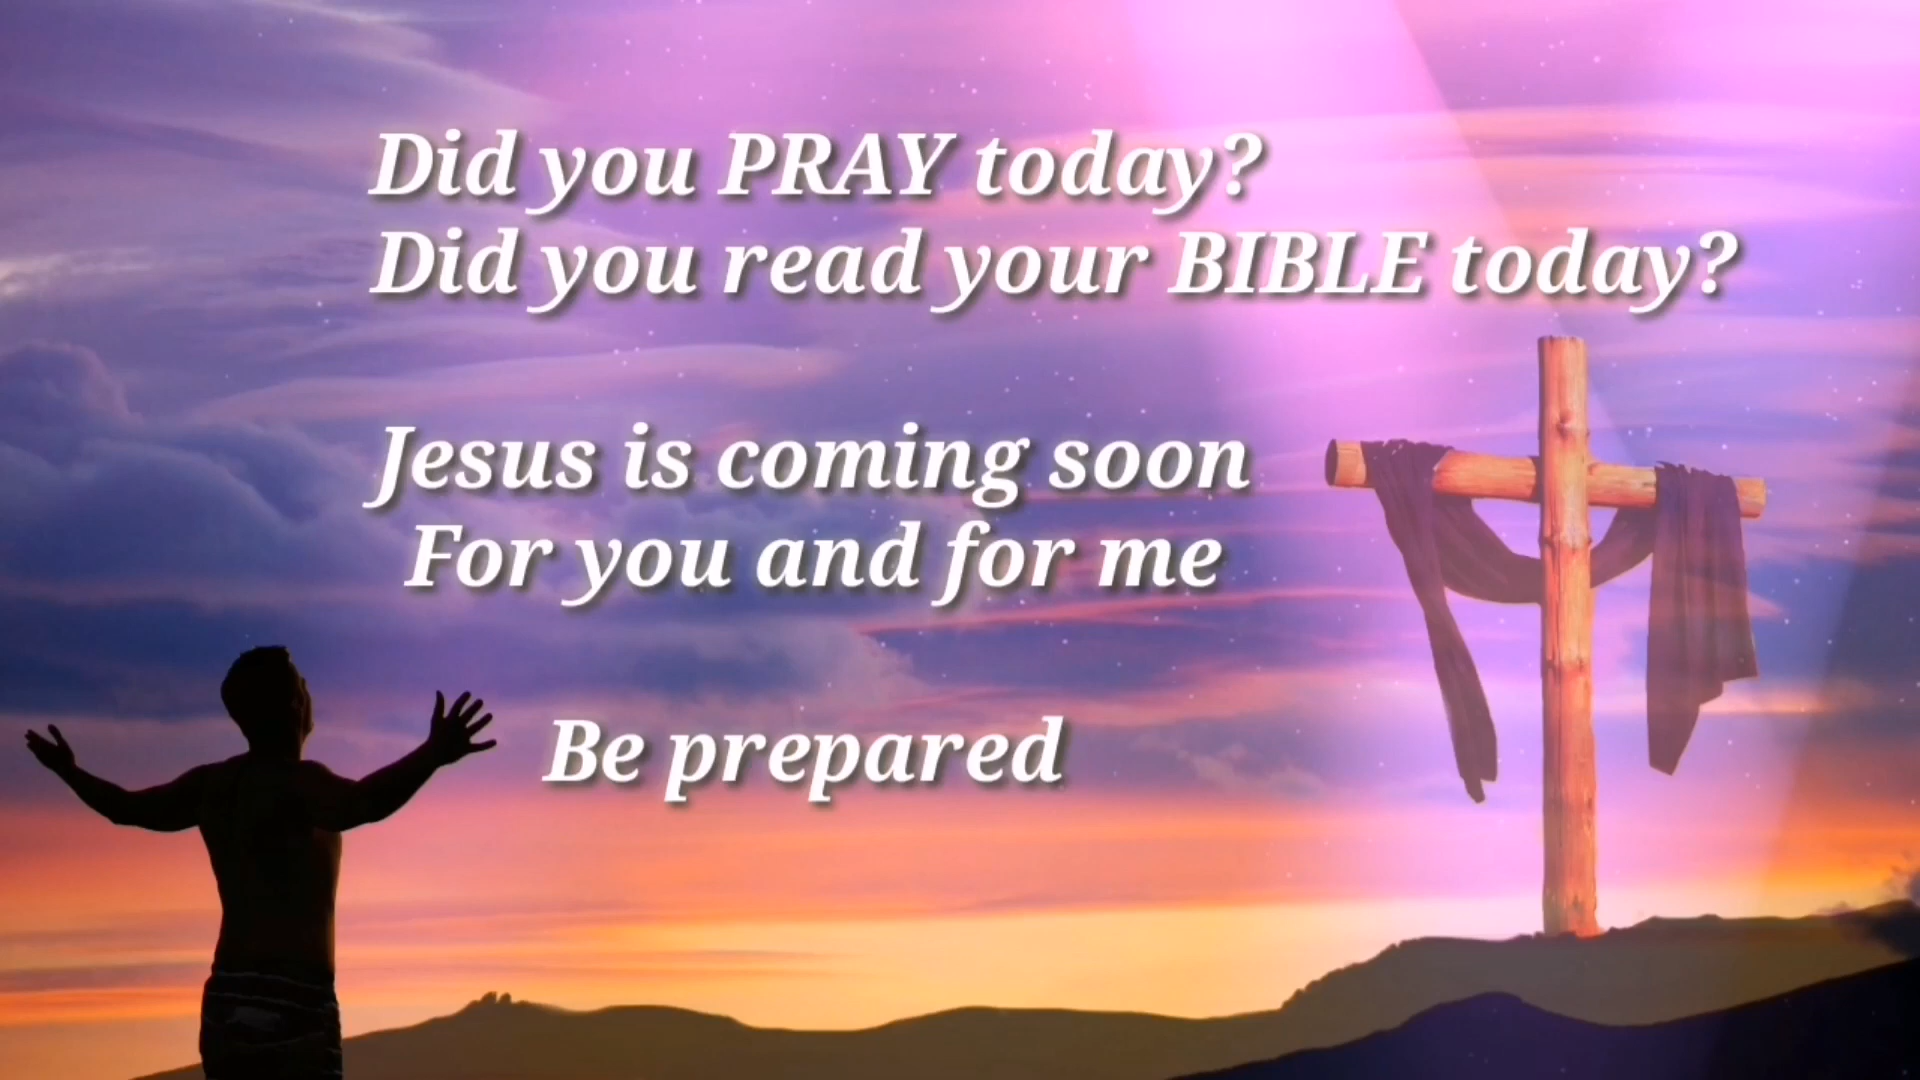 Did you PRAY today?
Did you read your BIBLE today?
Jesus is coming soon
For you and for me
Be prepared